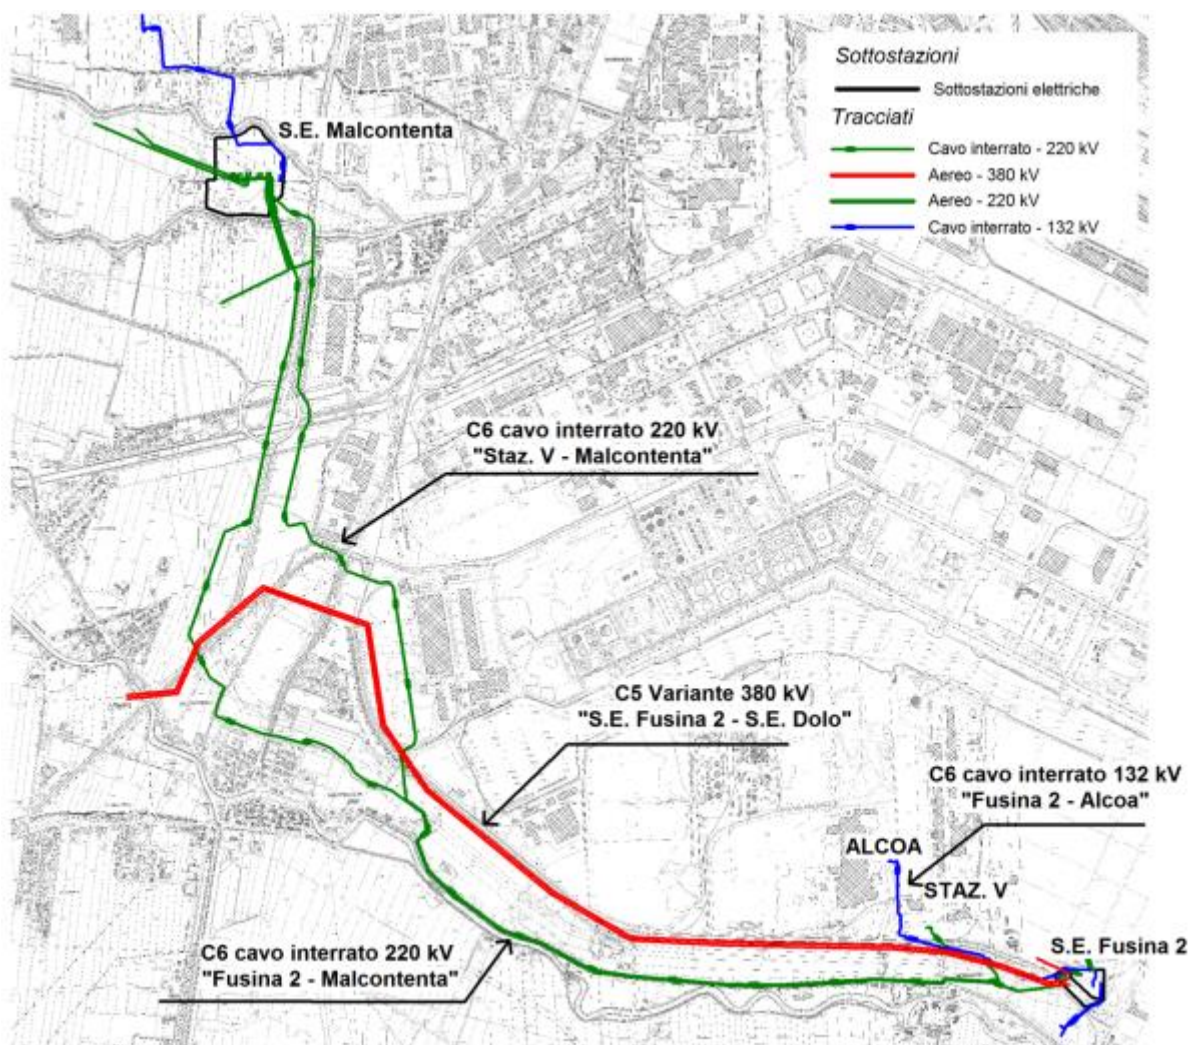 Sottostazioni
Sottostazioni elettriche
Tracciati
Cavo interrato - 220 kV
Aereo - 380 kV
Aereo - 220 kV
Cavo interrato - 132 kV
S.E. Malcontenta
C6 cavo interrato 220 kV
"Staz. V - Malcontenta"
C5 Variante 380 kV
"S.E. Fusina 2 - S.E. Dolo"
C6 cavo interrato 132 kV
"Fusina 2 - Alcoa"
ALCOA
STAZ. V
S.E. Fusina 2
C6 cavo interrato 220 kV
"Fusina 2 - Malcontenta"